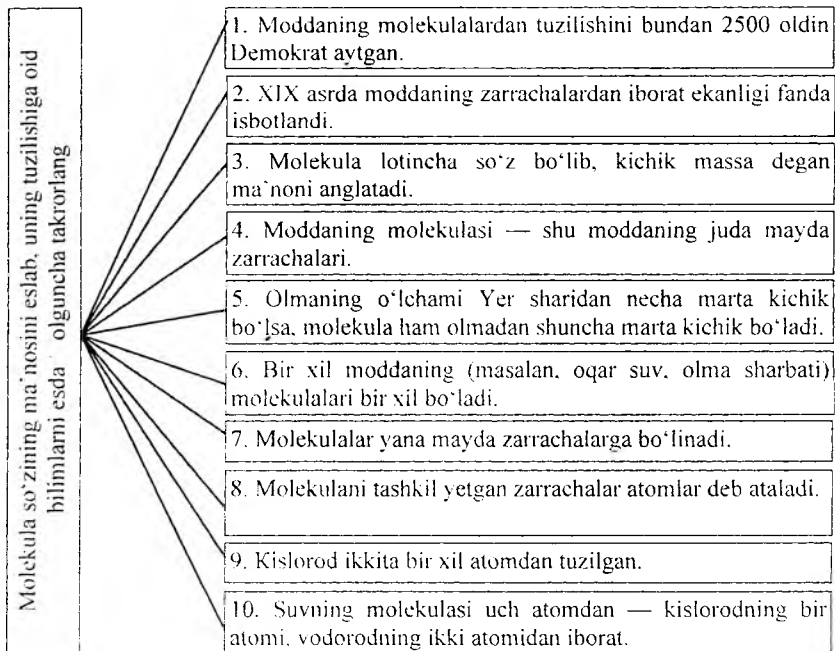 Molekula so‘zining ma`nosini eslab, uning tuzilishiga oid
bilimlarni esda olguncha takrorlang
1. Moddaning molekulalardan tuzilishini bundan 2500 oldin
Demokrat aytgan.
2. XIX asrda moddaning zarrachalardan iborat ekanligi fanda
isbotlandi.
3. Molekula lotincha so‘z bo‘lib, kichik massa degan
ma`noni anglatadi.
4. Moddaning molekulasi — shu moddaning juda mayda
zarrachalari.
5. Olmaning o‘lchami Yer sharidan necha marta kichik
bo‘lsa, molekula ham olmadan shuncha marta kichik bo‘ladi.
6. Bir xil moddaning (masalan, oqar suv, olma sharbati)
molekulalari bir xil bo‘ladi.
7. Molekulalar yana mayda zarrachalarga bo‘linadi.
8. Molekulani tashkil yetgan zarrachalar atomlar deb ataladi.
9. Kislorod ikkita bir xil atomdan tuzilgan.
10. Suvning molekulasi uch atomdan — kislorodning bir
atomi, vodorodning ikki atomidan iborat.